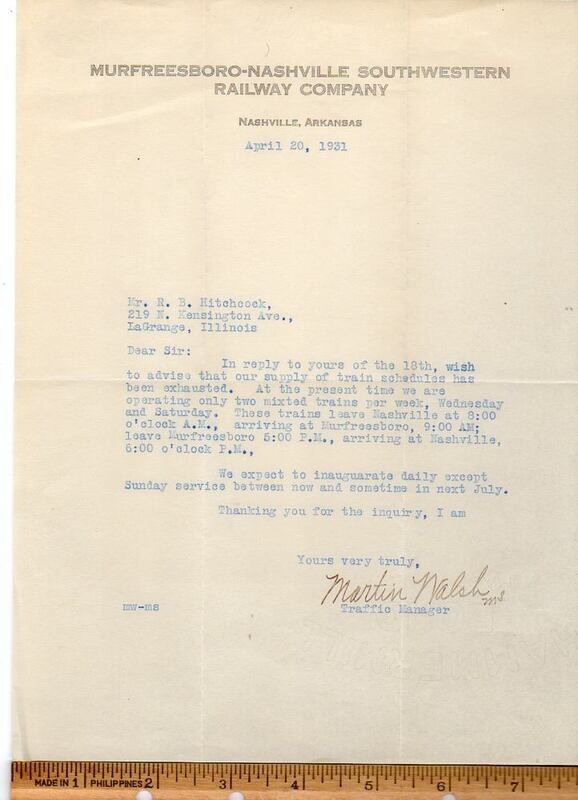 MURFREESBORO-NASHVILLE SOUTHWESTERN
RAILWAY COMPANY
NASHVILLE, ARKANSAS
April 20, 1931
Mr. R. B. Hitchcock,
219 N. Kensington Ave.,
LaGrange, Illinois
Dear Sir:
In reply to yours of the 18th, wish
to advise that our supply of train schedules has
been exhausted. At the present time we are
operating only two mixted trains per week, Wednesday
and Saturday. These trains leave Nashville at 8:00
o'clock A.M., arriving at Murfreesboro, 9:00 AM;
leave Murfreesboro 5:00 P.M., arriving at Nashville,
6:00 o'clock P.M.,
We expect to inauguarate daily except
Sunday service between now and sometime in next July.
Thanking you for the inquiry, I am
Yours very truly,
Martin Walsh
ms
mw-ms Traffic Manager
MADE IN 1 PHILIPPINES 2 3 4 5 6 7